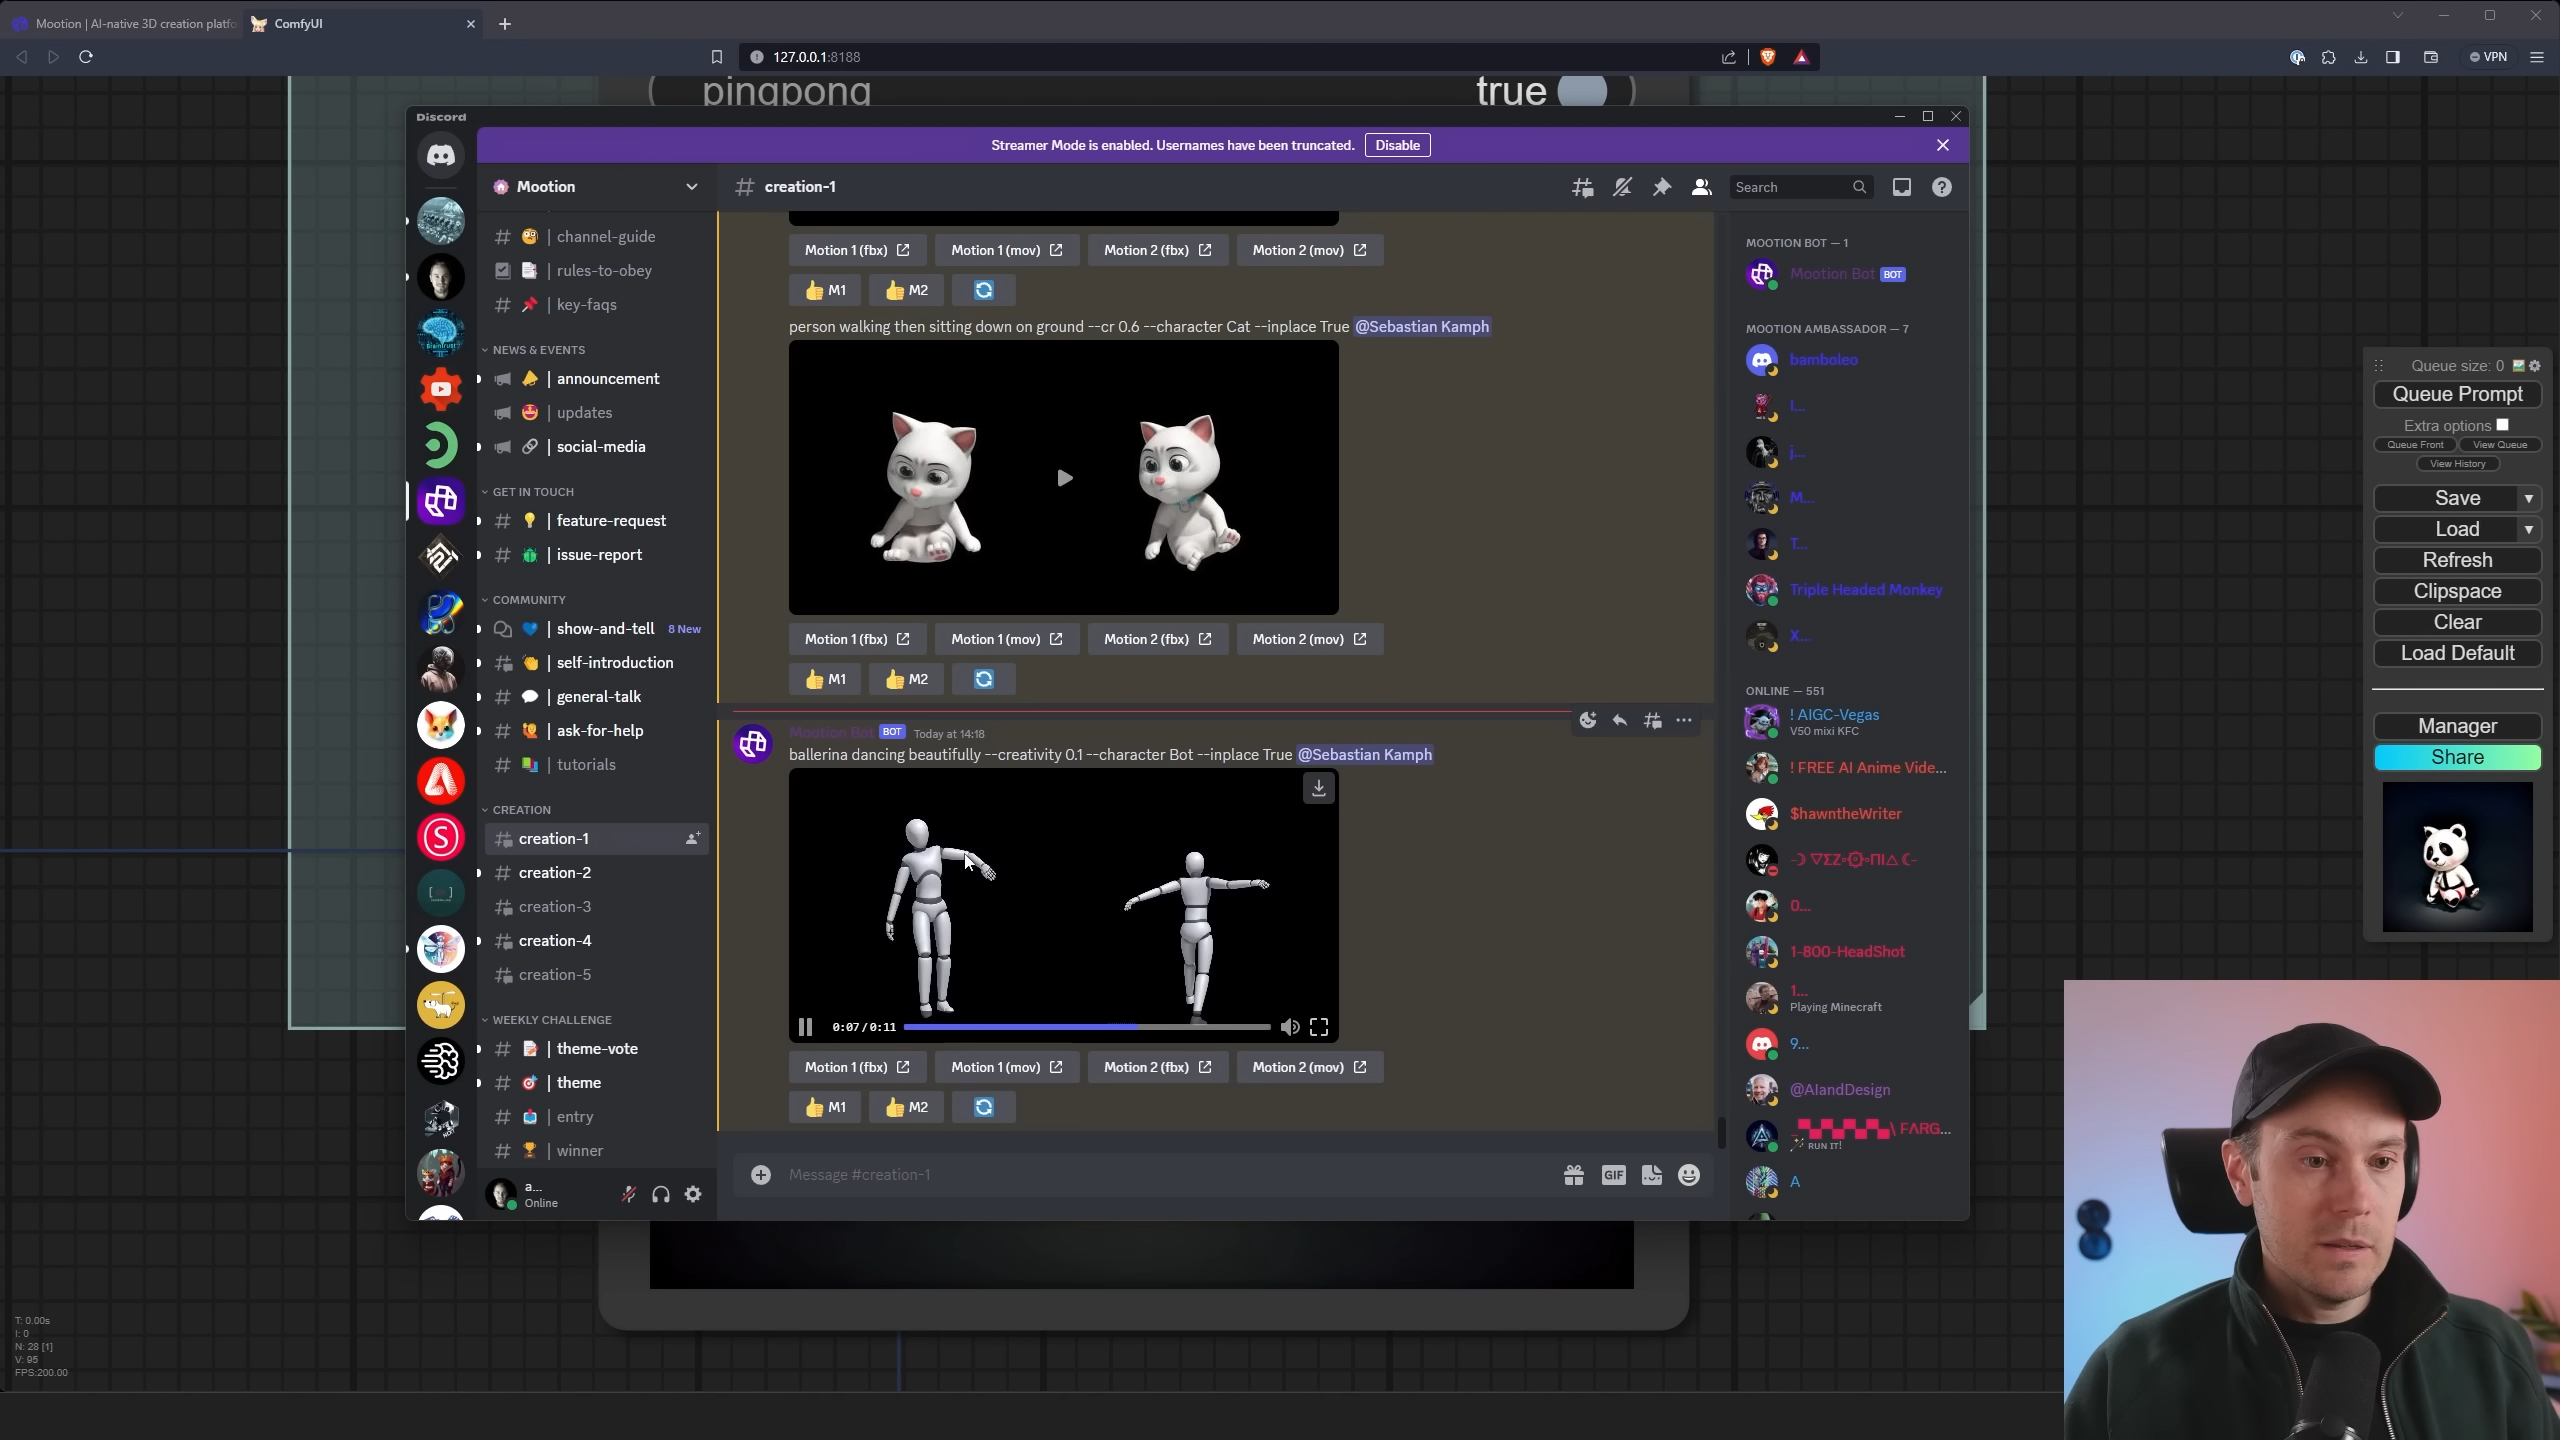 Mootion | AI-native 3D creation platfo
ComfyUI
127.0.0.1:8188
VPN
pingpong
true
Discord
Streamer Mode is enabled. Usernames have been truncated.
Disable
Mootion
creation-1
Search
| channel-guide
| rules-to-obey
| key-faqs
NEWS & EVENTS
| announcement
| updates
| social-media
GET IN TOUCH
| feature-request
| issue-report
COMMUNITY
| show-and-tell 8 New
| self-introduction
| general-talk
| ask-for-help
| tutorials
CREATION
creation-1
creation-2
creation-3
creation-4
creation-5
WEEKLY CHALLENGE
| theme-vote
| theme
| entry
| winner
a...
Online
Motion 1 (fbx) Motion 1 (mov) Motion 2 (fbx) Motion 2 (mov)
M1 M2
person walking then sitting down on ground --cr 0.6 --character Cat --inplace True @Sebastian Kamph
Motion 1 (fbx) Motion 1 (mov) Motion 2 (fbx) Motion 2 (mov)
M1 M2
Mootion Bot BOT Today at 14:18
ballerina dancing beautifully --creativity 0.1 --character Bot --inplace True @Sebastian Kamph
0:07 / 0:11
Motion 1 (fbx) Motion 1 (mov) Motion 2 (fbx) Motion 2 (mov)
M1 M2
Message #creation-1
GIF
MOOTION BOT — 1
Mootion Bot BOT
MOOTION AMBASSADOR — 7
bamboleo
I...
j...
M...
T...
Triple Headed Monkey
X...
ONLINE — 551
! AIGC-Vegas
V50 mixi KFC
! FREE AI Anime Vide...
$hawntheWriter
0...
1-800-HeadShot
1...
Playing Minecraft
9...
@AIandDesign
RUN IT!
A
Queue size: 0
Queue Prompt
Extra options
Queue Front
View Queue
View History
Save
Load
Refresh
Clipspace
Clear
Load Default
Manager
Share
T: 0.00s
I: 0
N: 28 [1]
V: 95
FPS:200.00